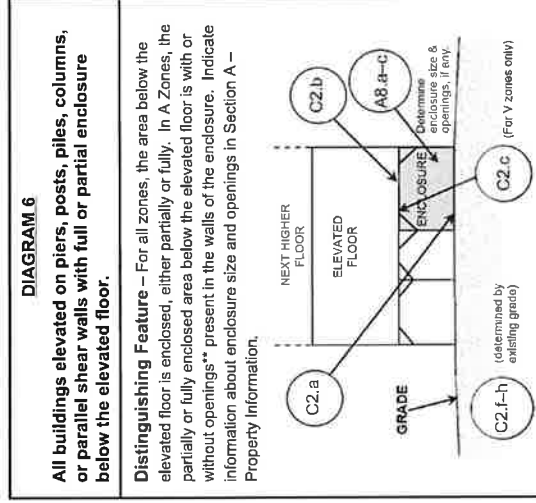 DIAGRAM 6
All buildings elevated on piers, posts, piles, columns,
or parallel shear walls with full or partial enclosure
below the elevated floor.
Distinguishing Feature – For all zones, the area below the
elevated floor is enclosed, either partially or fully. In A Zones, the
partially or fully enclosed area below the elevated floor is with or
without openings** present in the walls of the enclosure. Indicate
information about enclosure size and openings in Section A –
Property Information.
NEXT HIGHER
FLOOR
ELEVATED
FLOOR
C2.b
A8.a–c
Determine
enclosure size &
openings, if any.
ENCLOSURE
C2.a
C2.c
GRADE
C2.f–h
(determined by
existing grade)
(For V zones only)